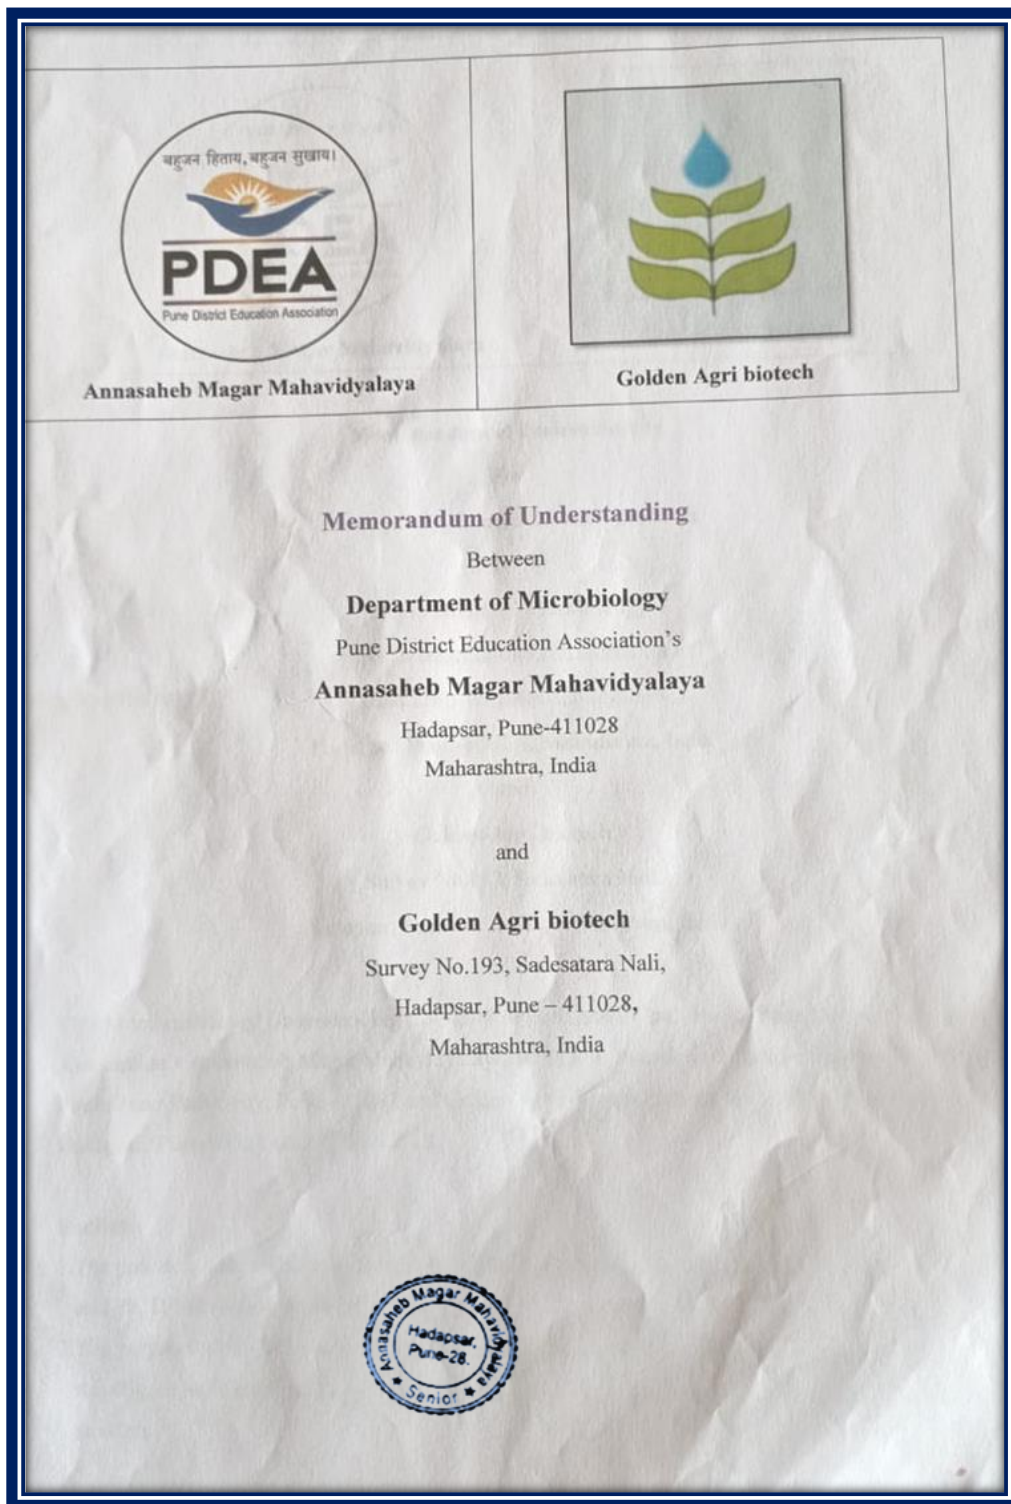 बहुजन हिताय, बहुजन सुखाय।
PDEA
Pune District Education Association
Annasaheb Magar Mahavidyalaya
Golden Agri biotech
Memorandum of Understanding
Between
Department of Microbiology
Pune District Education Association's
Annasaheb Magar Mahavidyalaya
Hadapsar, Pune-411028
Maharashtra, India
and
Golden Agri biotech
Survey No.193, Sadesatara Nali,
Hadapsar, Pune – 411028,
Maharashtra, India
Annasaheb Magar Mahavidyalaya
Hadapsar,
Pune-28.
Senior